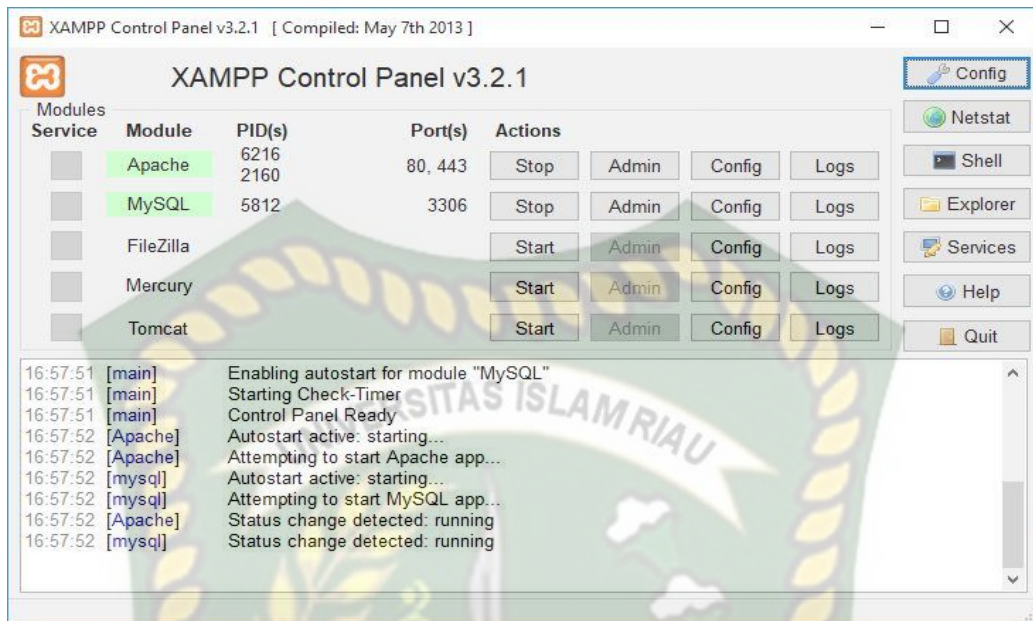 XAMPP Control Panel v3.2.1 [ Compiled: May 7th 2013 ]
XAMPP Control Panel v3.2.1
Config
Modules
Netstat
Service Module PID(s) Port(s) Actions
Apache 6216 2160 80, 443 Stop Admin Config Logs
Shell
MySQL 5812 3306 Stop Admin Config Logs
Explorer
FileZilla Start Admin Config Logs
Services
Mercury Start Admin Config Logs
Help
Tomcat Start Admin Config Logs
Quit
16:57:51 [main] Enabling autostart for module "MySQL"
16:57:51 [main] Starting Check-Timer
16:57:51 [main] Control Panel Ready
16:57:52 [Apache] Autostart active: starting...
16:57:52 [Apache] Attempting to start Apache app...
16:57:52 [mysql] Autostart active: starting...
16:57:52 [mysql] Attempting to start MySQL app...
16:57:52 [Apache] Status change detected: running
16:57:52 [mysql] Status change detected: running
UNIVERSITAS ISLAM RIAU